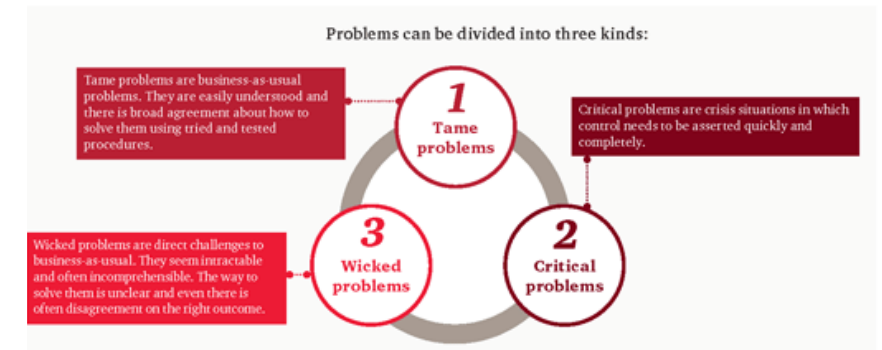 Problems can be divided into three kinds:
Tame problems are business-as-usual
problems. They are easily understood and
there is broad agreement about how to
solve them using tried and tested
procedures.
1
Tame
problems
Critical problems are crisis situations in which
control needs to be asserted quickly and
completely.
Wicked problems are direct challenges to
business-as-usual. They seem intractable
and often incomprehensible. The way to
solve them is unclear and even there is
often disagreement on the right outcome.
3
Wicked
problems
2
Critical
problems